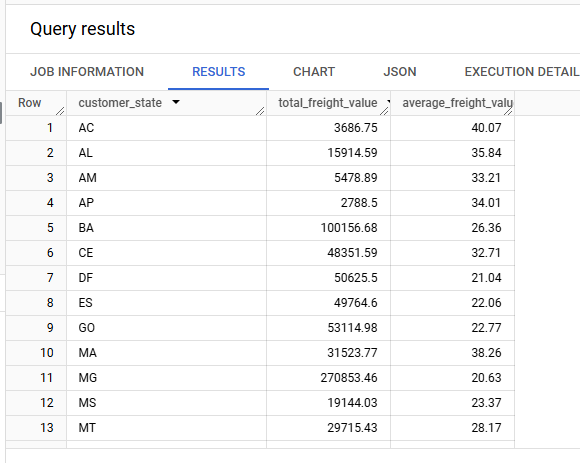 Query results
JOB INFORMATION RESULTS CHART JSON EXECUTION DETAIL
Row customer_state total_freight_value average_freight_valu
1 AC 3686.75 40.07
2 AL 15914.59 35.84
3 AM 5478.89 33.21
4 AP 2788.5 34.01
5 BA 100156.68 26.36
6 CE 48351.59 32.71
7 DF 50625.5 21.04
8 ES 49764.6 22.06
9 GO 53114.98 22.77
10 MA 31523.77 38.26
11 MG 270853.46 20.63
12 MS 19144.03 23.37
13 MT 29715.43 28.17